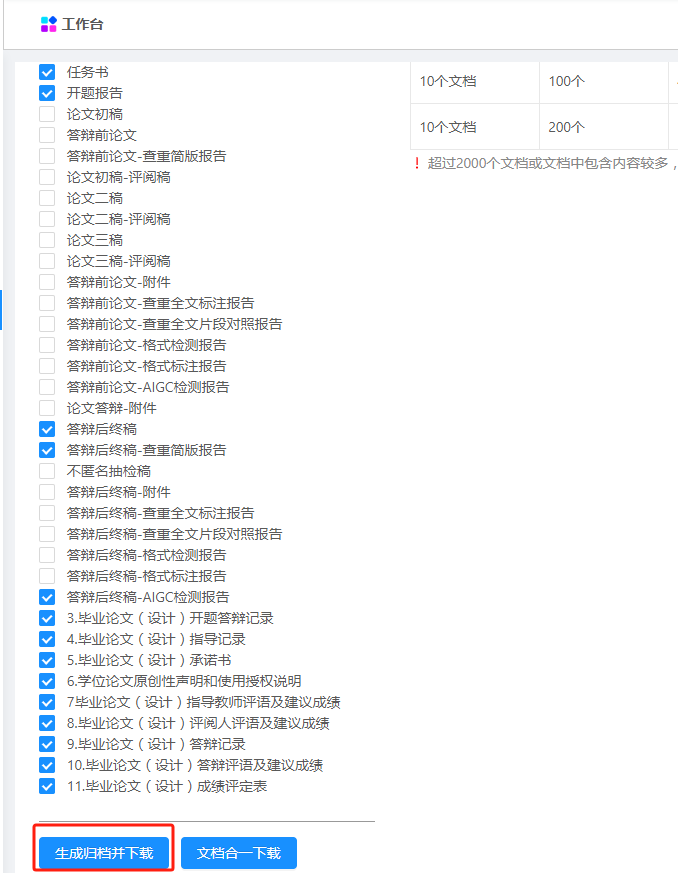 工作台
任务书
开题报告
论文初稿
答辩前论文
答辩前论文-查重简版报告
论文初稿-评阅稿
论文二稿
论文二稿-评阅稿
论文三稿
论文三稿-评阅稿
答辩前论文-附件
答辩前论文-查重全文标注报告
答辩前论文-查重全文片段对照报告
答辩前论文-格式检测报告
答辩前论文-格式标注报告
答辩前论文-AIGC检测报告
论文答辩-附件
答辩后终稿
答辩后终稿-查重简版报告
不匿名抽检稿
答辩后终稿-附件
答辩后终稿-查重全文标注报告
答辩后终稿-查重全文片段对照报告
答辩后终稿-格式检测报告
答辩后终稿-格式标注报告
答辩后终稿-AIGC检测报告
3.毕业论文（设计）开题答辩记录
4.毕业论文（设计）指导记录
5.毕业论文（设计）承诺书
6.学位论文原创性声明和使用授权说明
7毕业论文（设计）指导教师评语及建议成绩
8.毕业论文（设计）评阅人评语及建议成绩
9.毕业论文（设计）答辩记录
10.毕业论文（设计）答辩评语及建议成绩
11.毕业论文（设计）成绩评定表
生成归档并下载 文档合一下载
10个文档 100个
10个文档 200个
! 超过2000个文档或文档中包含内容较多，